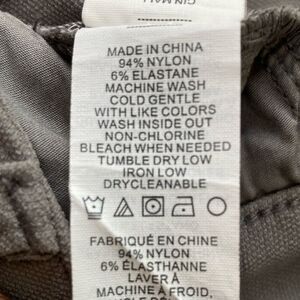 MADE IN CHINA
94% NYLON
6% ELASTANE
MACHINE WASH
COLD GENTLE
WITH LIKE COLORS
WASH INSIDE OUT
NON-CHLORINE
BLEACH WHEN NEEDED
TUMBLE DRY LOW
IRON LOW
DRYCLEANABLE
FABRIQUÉ EN CHINE
94% NYLON
6% ÉLASTHANNE
LAVER À
MACHINE À FROID,